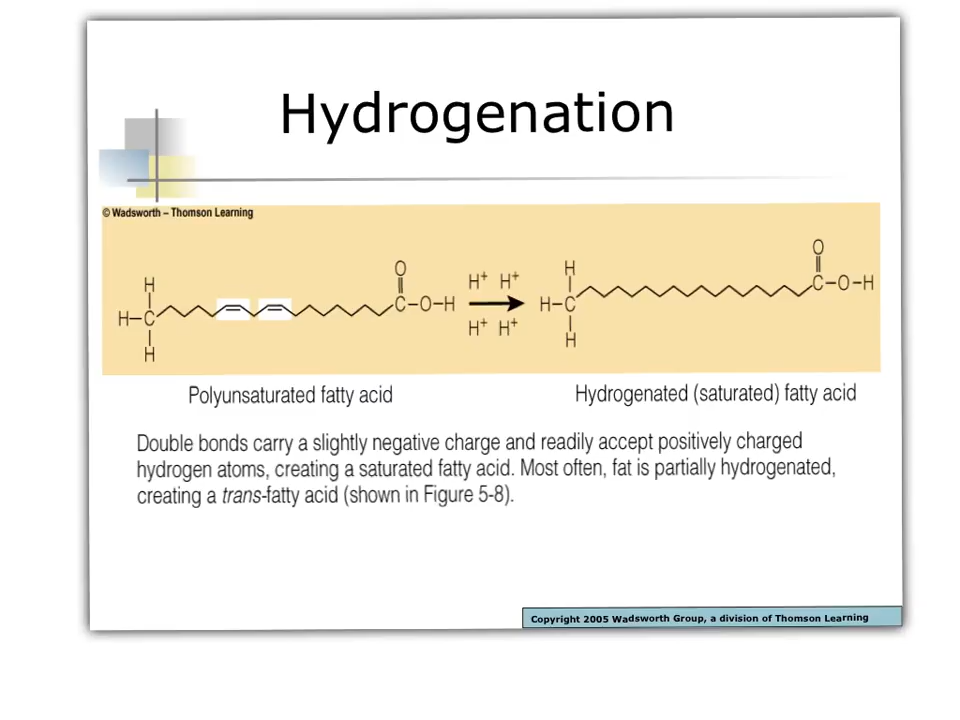 Hydrogenation
© Wadsworth – Thomson Learning
H
H–C
H
O
C–O–H
H+ H+
H+ H+
H
H–C
H
O
C–O–H
Polyunsaturated fatty acid
Hydrogenated (saturated) fatty acid
Double bonds carry a slightly negative charge and readily accept positively charged
hydrogen atoms, creating a saturated fatty acid. Most often, fat is partially hydrogenated,
creating a trans-fatty acid (shown in Figure 5-8).
Copyright 2005 Wadsworth Group, a division of Thomson Learning